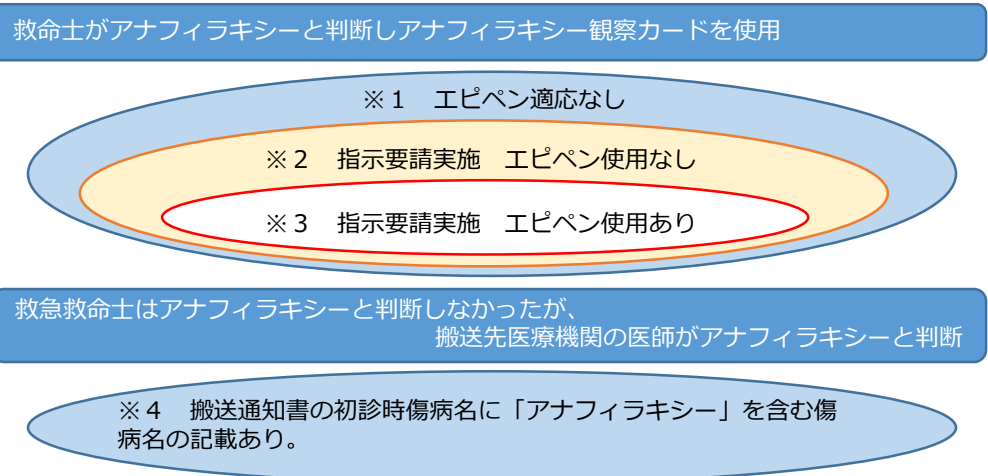 救命士がアナフィラキシーと判断しアナフィラキシー観察カードを使用
※１　エピペン適応なし
※２　指示要請実施　エピペン使用なし
※３　指示要請実施　エピペン使用あり
救急救命士はアナフィラキシーと判断しなかったが、
搬送先医療機関の医師がアナフィラキシーと判断
※４　搬送通知書の初診時傷病名に「アナフィラキシー」を含む傷
病名の記載あり。